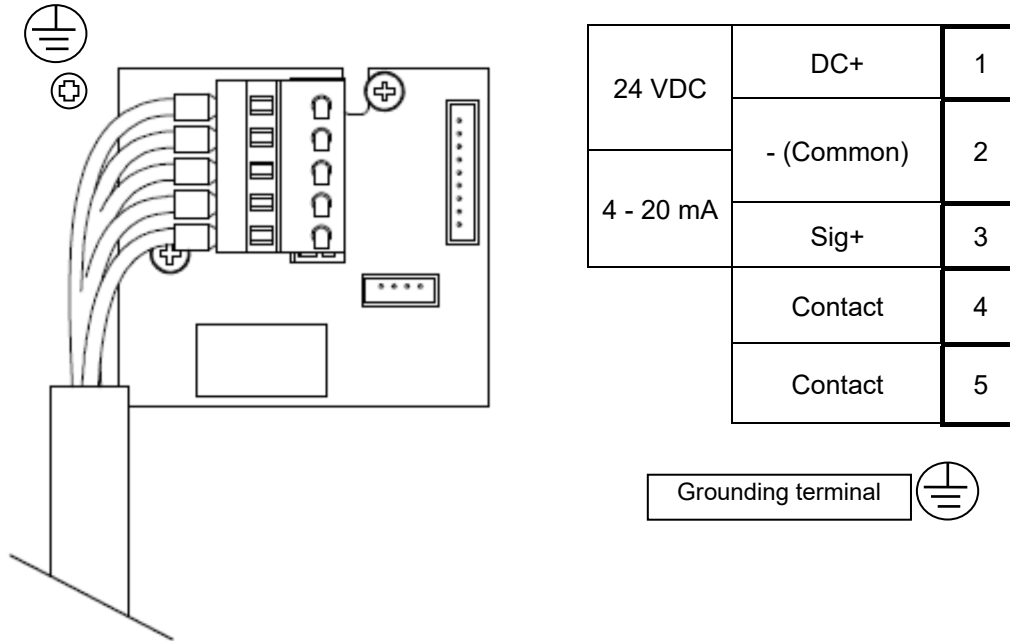 24 VDC
DC+
1
- (Common)
2
4 - 20 mA
Sig+
3
Contact
4
Contact
5
Grounding terminal